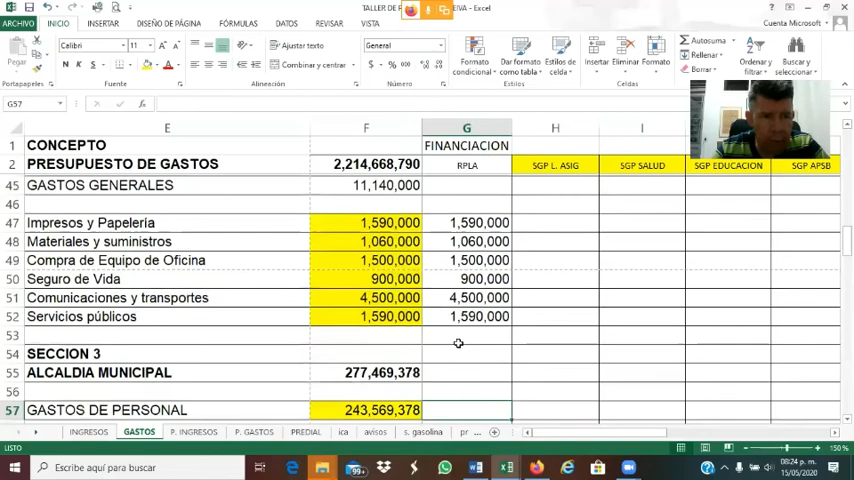 TALLER DE P
EIVA - Excel
ARCHIVO INICIO INSERTAR DISEÑO DE PÁGINA FÓRMULAS DATOS REVISAR VISTA Cuenta Microsoft
Pegar Calibri 11 Ajustar texto General Formato condicional Dar formato como tabla Estilos de celda Insertar Eliminar Formato Autosuma Ordenar y filtrar Buscar y seleccionar
N K S Combinar y centrar $ % Rellenar
Borrar
Portapapeles Fuente Alineación Número Estilos Celdas
G57 fx
E F G H I
1 CONCEPTO FINANCIACION
2 PRESUPUESTO DE GASTOS 2,214,668,790 RPLA SGP L. ASIG SGP SALUD SGP EDUCACION SGP APSB
45 GASTOS GENERALES 11,140,000
46
47 Impresos y Papelería 1,590,000 1,590,000
48 Materiales y suministros 1,060,000 1,060,000
49 Compra de Equipo de Oficina 1,500,000 1,500,000
50 Seguro de Vida 900,000 900,000
51 Comunicaciones y transportes 4,500,000 4,500,000
52 Servicios públicos 1,590,000 1,590,000
53
54 SECCION 3
55 ALCALDIA MUNICIPAL 277,469,378
56
57 GASTOS DE PERSONAL 243,569,378
INGRESOS GASTOS P. INGRESOS P. GASTOS PREDIAL ica avisos s. gasolina pr ...
LISTO 150 %
Escribe aquí para buscar 99+ 08:24 p. m.
15/05/2020